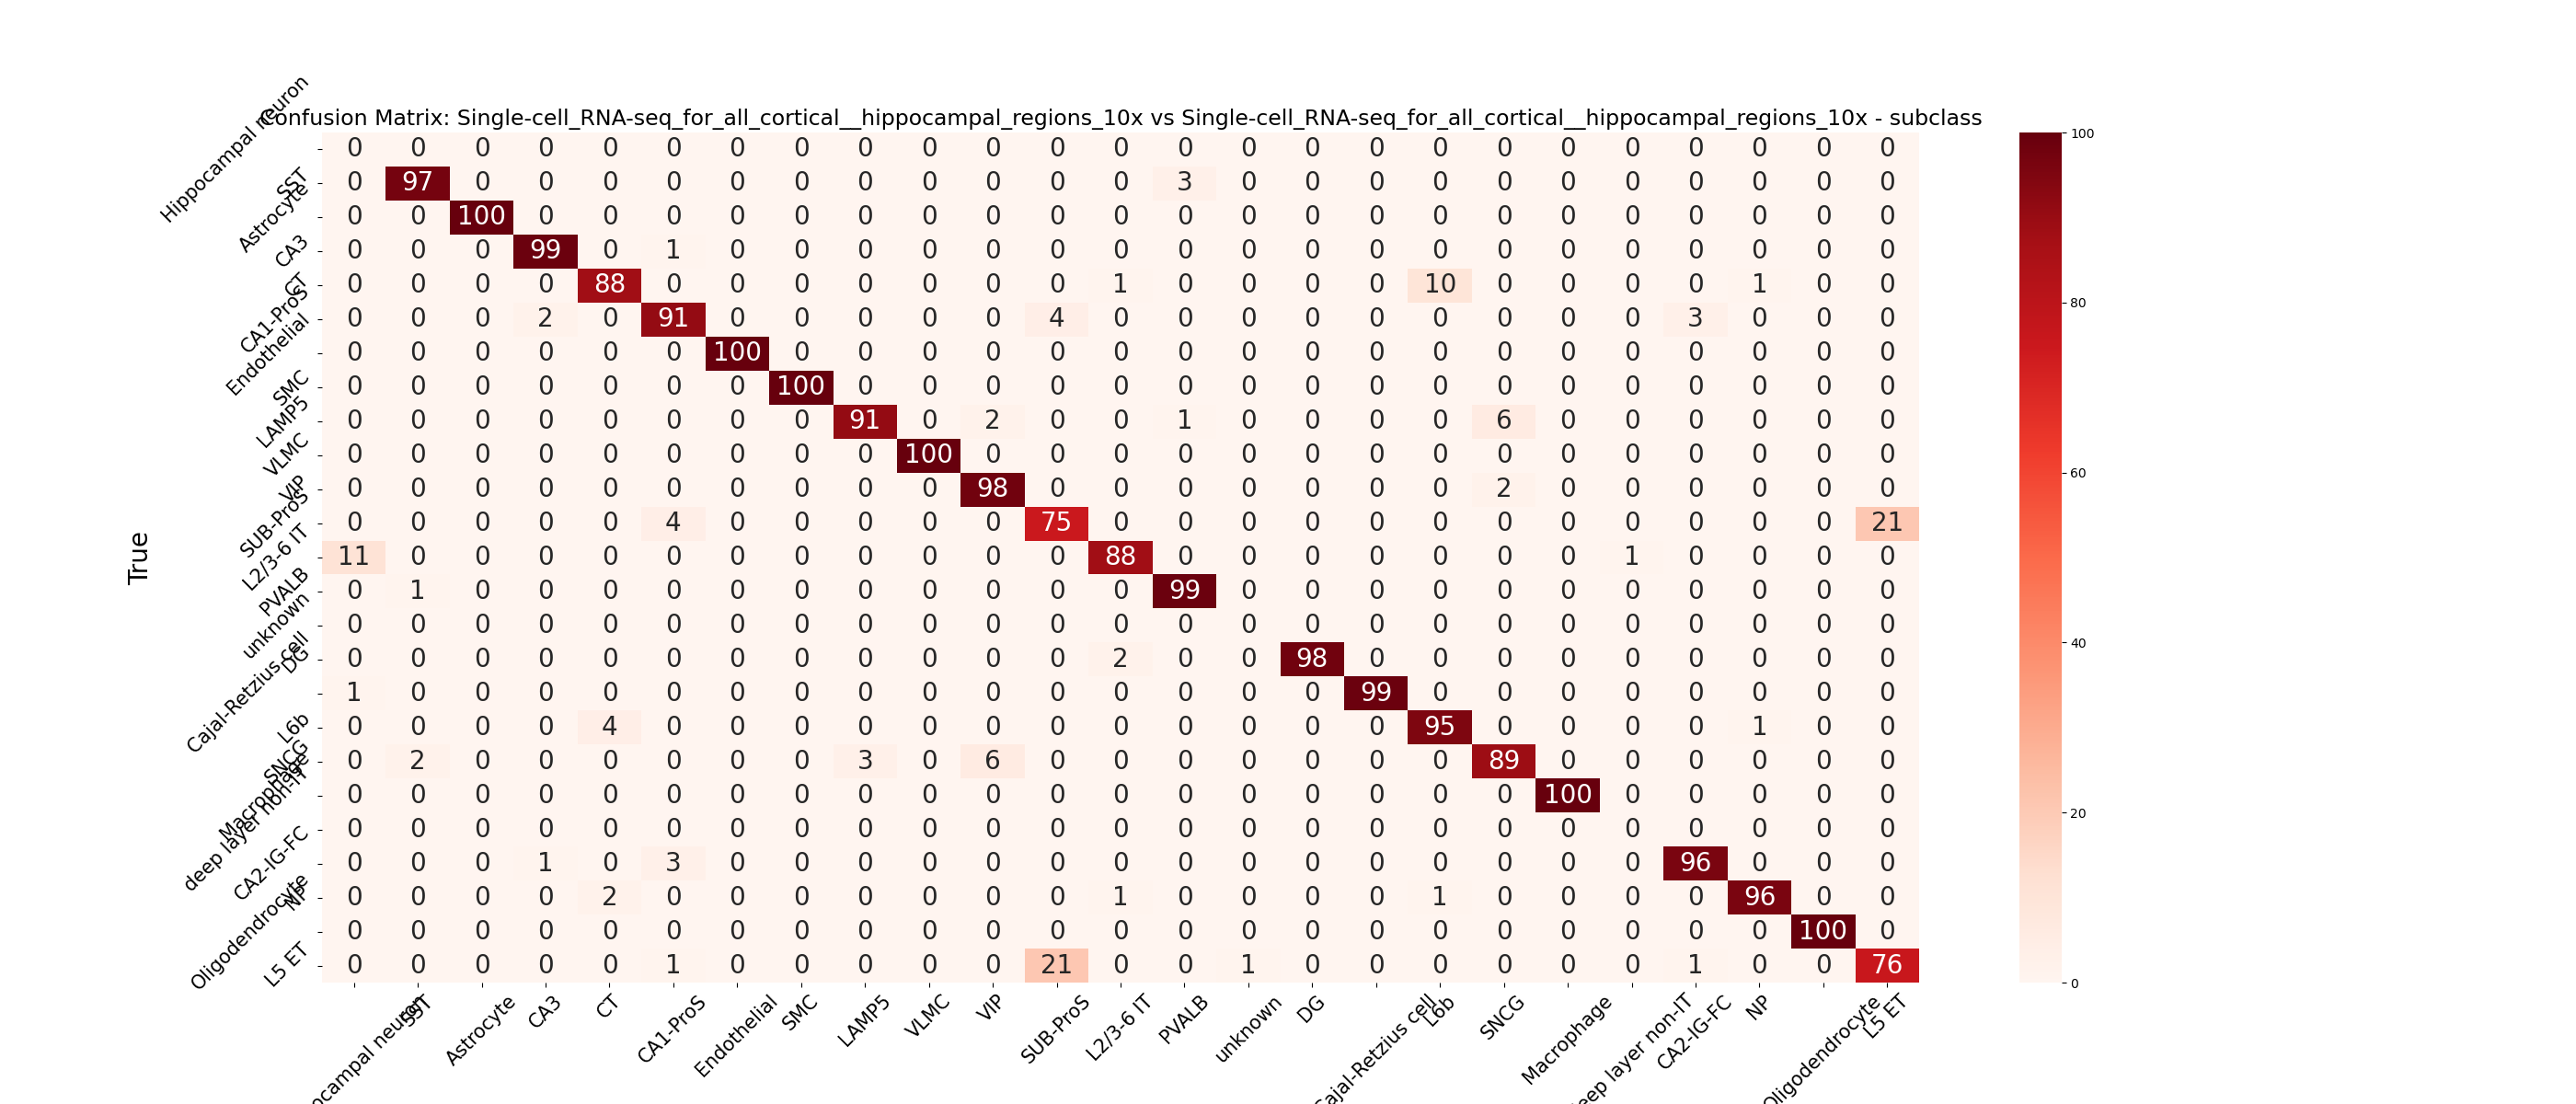 Confusion Matrix: Single-cell_RNA-seq_for_all_cortical__hippocampal_regions_10x vs Single-cell_RNA-seq_for_all_cortical__hippocampal_regions_10x - subclass
True
Hippocampal neuron 0 0 0 0 0 0 0 0 0 0 0 0 0 0 0 0 0 0 0 0 0 0 0 0 0
SST 0 97 0 0 0 0 0 0 0 0 0 0 0 3 0 0 0 0 0 0 0 0 0 0 0
Astrocyte 0 0 100 0 0 0 0 0 0 0 0 0 0 0 0 0 0 0 0 0 0 0 0 0 0
CA3 0 0 0 99 0 1 0 0 0 0 0 0 0 0 0 0 0 0 0 0 0 0 0 0 0
CT 0 0 0 0 88 0 0 0 0 0 0 0 1 0 0 0 0 10 0 0 0 0 1 0 0
CA1-ProS 0 0 0 2 0 91 0 0 0 0 0 4 0 0 0 0 0 0 0 0 0 3 0 0 0
Endothelial 0 0 0 0 0 0 100 0 0 0 0 0 0 0 0 0 0 0 0 0 0 0 0 0 0
SMC 0 0 0 0 0 0 0 100 0 0 0 0 0 0 0 0 0 0 0 0 0 0 0 0 0
LAMP5 0 0 0 0 0 0 0 0 91 0 2 0 0 1 0 0 0 0 6 0 0 0 0 0 0
VLMC 0 0 0 0 0 0 0 0 0 100 0 0 0 0 0 0 0 0 0 0 0 0 0 0 0
VIP 0 0 0 0 0 0 0 0 0 0 98 0 0 0 0 0 0 0 2 0 0 0 0 0 0
SUB-ProS 0 0 0 0 0 4 0 0 0 0 0 75 0 0 0 0 0 0 0 0 0 0 0 0 21
L2/3-6 IT 11 0 0 0 0 0 0 0 0 0 0 0 88 0 0 0 0 0 0 0 1 0 0 0 0
PVALB 0 1 0 0 0 0 0 0 0 0 0 0 0 99 0 0 0 0 0 0 0 0 0 0 0
unknown 0 0 0 0 0 0 0 0 0 0 0 0 0 0 0 0 0 0 0 0 0 0 0 0 0
DG 0 0 0 0 0 0 0 0 0 0 0 0 2 0 0 98 0 0 0 0 0 0 0 0 0
Cajal-Retzius cell 1 0 0 0 0 0 0 0 0 0 0 0 0 0 0 0 99 0 0 0 0 0 0 0 0
L6b 0 0 0 0 4 0 0 0 0 0 0 0 0 0 0 0 0 95 0 0 0 0 1 0 0
SNCG 0 2 0 0 0 0 0 0 3 0 6 0 0 0 0 0 0 0 89 0 0 0 0 0 0
Macrophage 0 0 0 0 0 0 0 0 0 0 0 0 0 0 0 0 0 0 0 100 0 0 0 0 0
deep layer non-IT 0 0 0 0 0 0 0 0 0 0 0 0 0 0 0 0 0 0 0 0 0 0 0 0 0
CA2-IG-FC 0 0 0 1 0 3 0 0 0 0 0 0 0 0 0 0 0 0 0 0 0 96 0 0 0
NP 0 0 0 0 2 0 0 0 0 0 0 0 1 0 0 0 0 1 0 0 0 0 96 0 0
Oligodendrocyte 0 0 0 0 0 0 0 0 0 0 0 0 0 0 0 0 0 0 0 0 0 0 0 100 0
L5 ET 0 0 0 0 0 1 0 0 0 0 0 21 0 0 1 0 0 0 0 0 0 1 0 0 76
ocampal neuron SST Astrocyte CA3 CT CA1-ProS Endothelial SMC LAMP5 VLMC VIP SUB-ProS L2/3-6 IT PVALB unknown DG Cajal-Retzius cell L6b SNCG Macrophage eep layer non-IT CA2-IG-FC NP Oligodendrocyte L5 ET
100
80
60
40
20
0